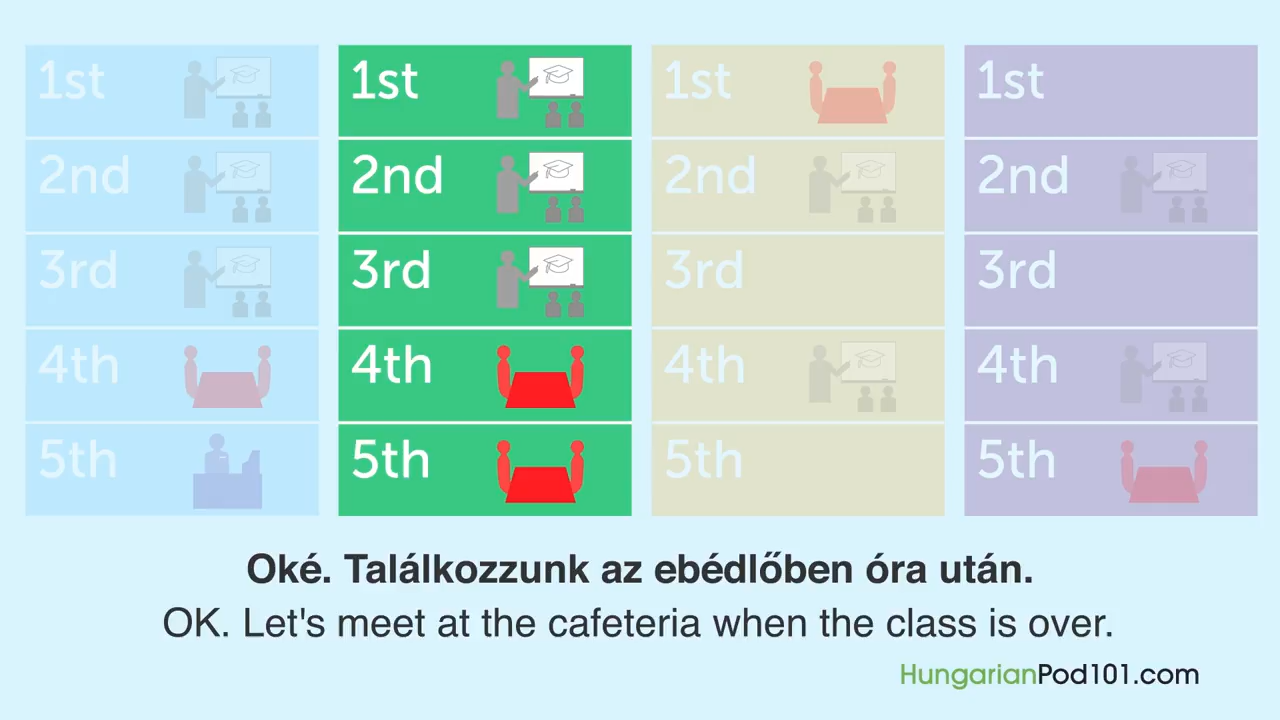 1st 1st 1st 1st
2nd 2nd 2nd 2nd
3rd 3rd 3rd 3rd
4th 4th 4th 4th
5th 5th 5th 5th
Oké. Találkozzunk az ebédlőben óra után.
OK. Let's meet at the cafeteria when the class is over.
HungarianPod101.com